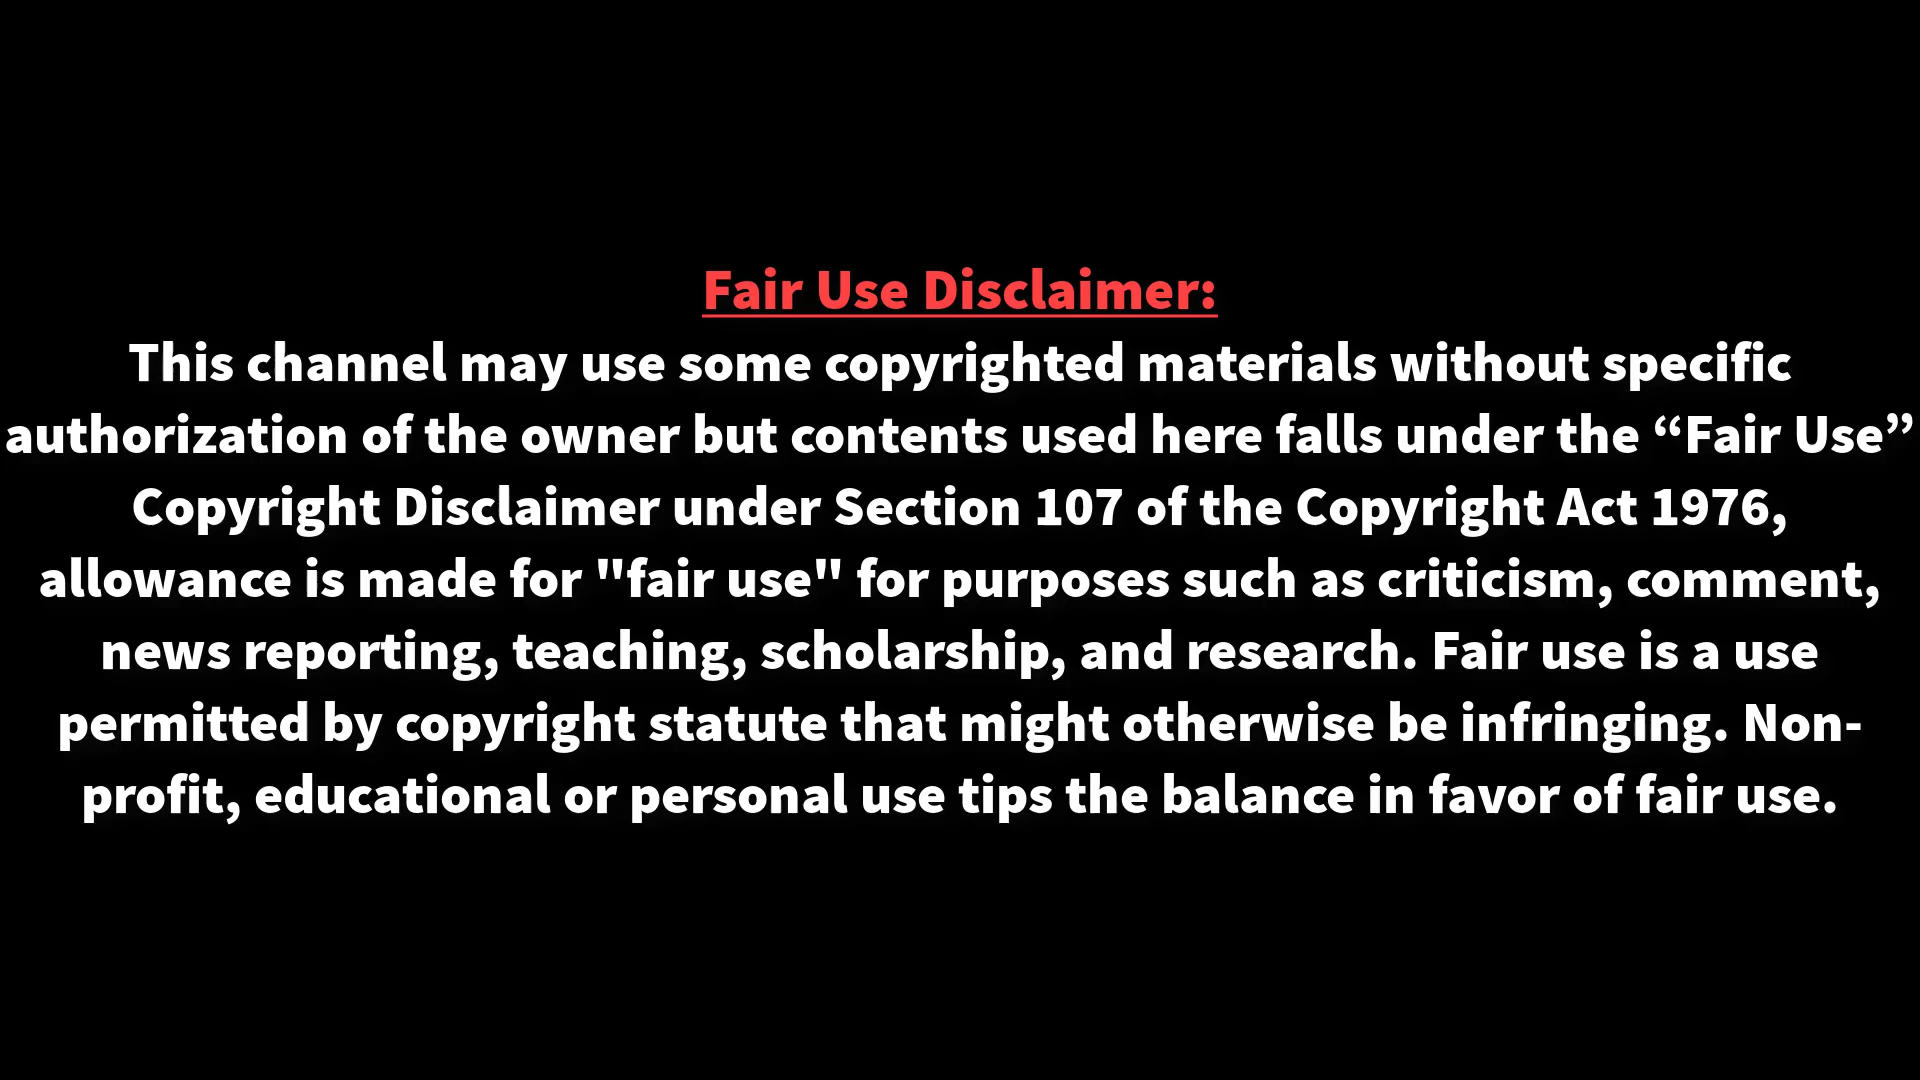 Fair Use Disclaimer:
This channel may use some copyrighted materials without specific
authorization of the owner but contents used here falls under the “Fair Use”
Copyright Disclaimer under Section 107 of the Copyright Act 1976,
allowance is made for "fair use" for purposes such as criticism, comment,
news reporting, teaching, scholarship, and research. Fair use is a use
permitted by copyright statute that might otherwise be infringing. Non-
profit, educational or personal use tips the balance in favor of fair use.